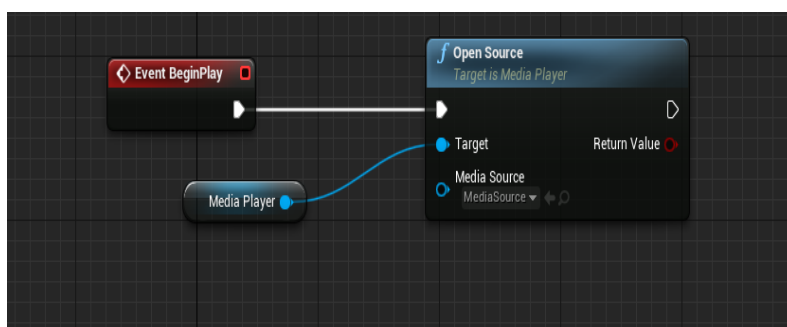 Event BeginPlay
Open Source
Target is Media Player
Target
Return Value
Media Source
MediaSource
Media Player